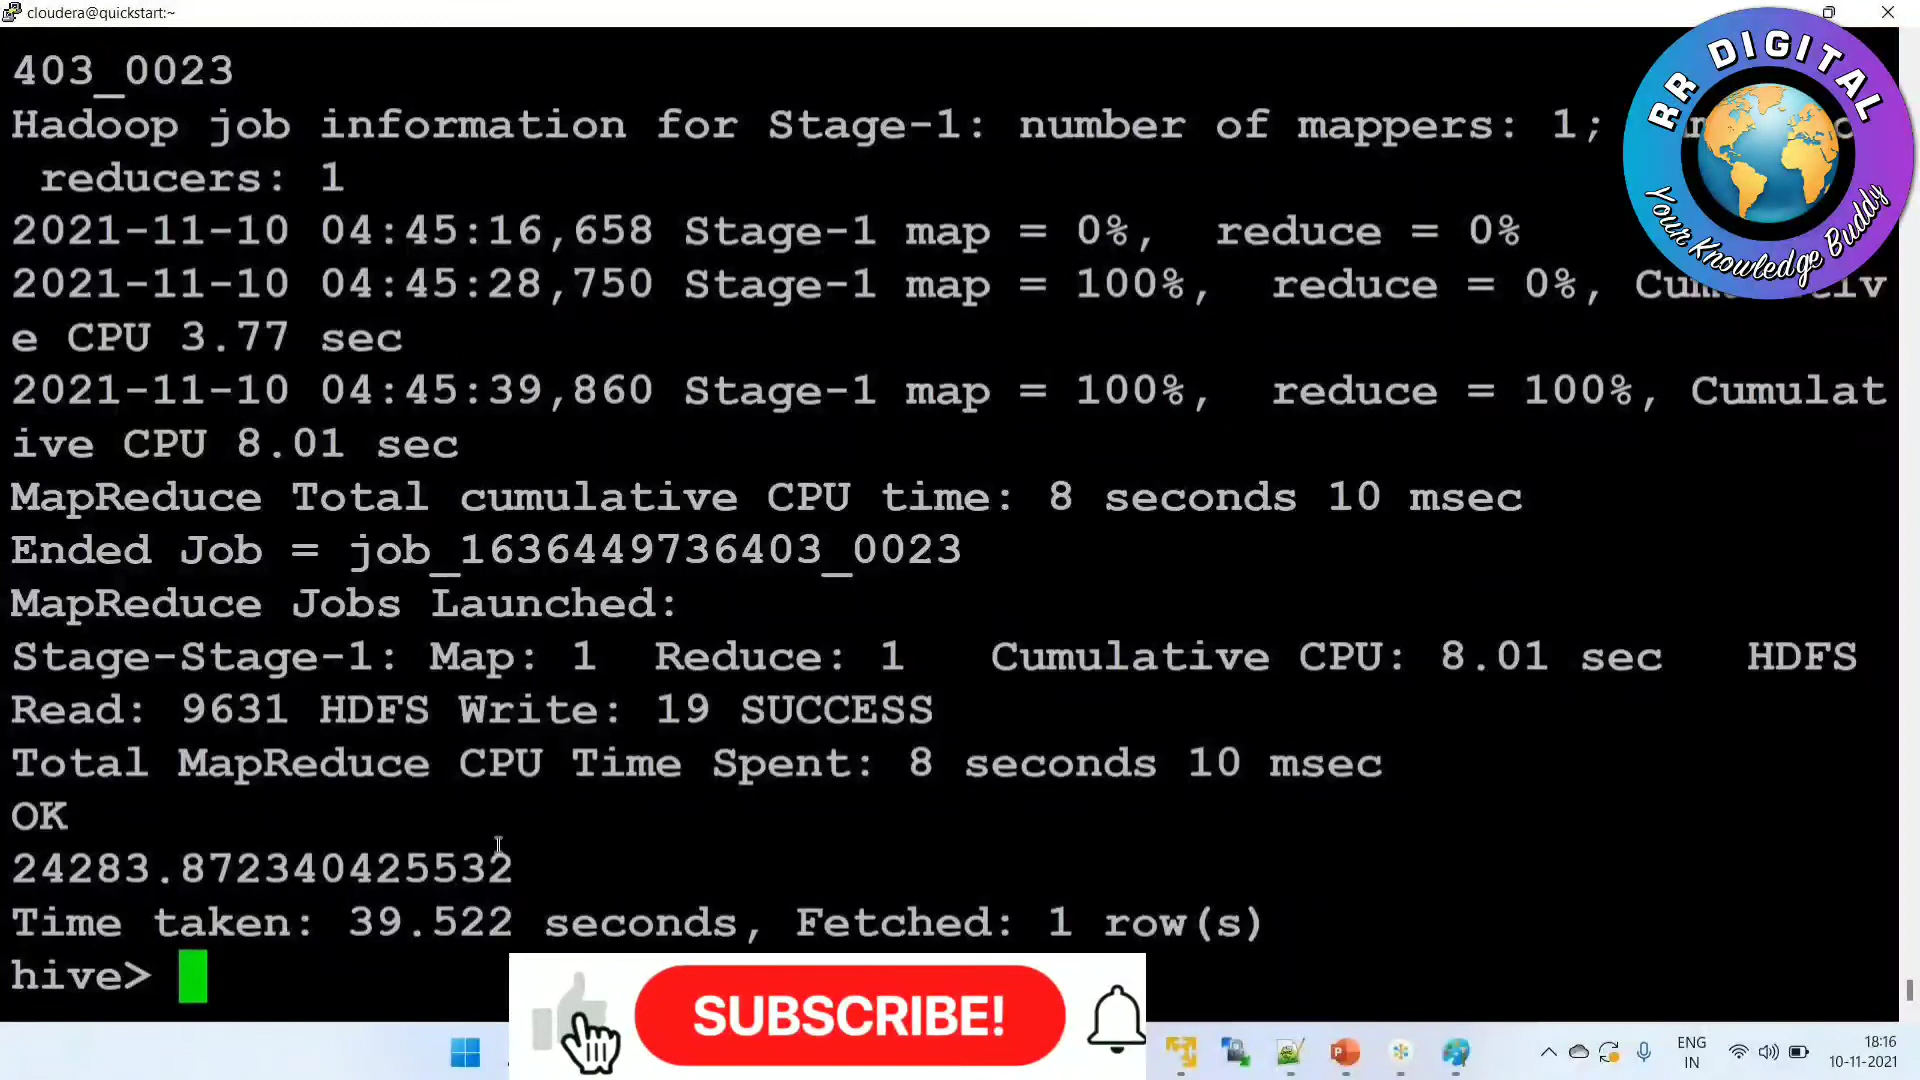 cloudera@quickstart:~
403_0023
Hadoop job information for Stage-1: number of mappers: 1;
reducers: 1
2021-11-10 04:45:16,658 Stage-1 map = 0%, reduce = 0%
2021-11-10 04:45:28,750 Stage-1 map = 100%, reduce = 0%,
e CPU 3.77 sec
2021-11-10 04:45:39,860 Stage-1 map = 100%, reduce = 100%, Cumulat
ive CPU 8.01 sec
MapReduce Total cumulative CPU time: 8 seconds 10 msec
Ended Job = job_1636449736403_0023
MapReduce Jobs Launched:
Stage-Stage-1: Map: 1 Reduce: 1 Cumulative CPU: 8.01 sec HDFS
Read: 9631 HDFS Write: 19 SUCCESS
Total MapReduce CPU Time Spent: 8 seconds 10 msec
OK
24283.872340425532
Time taken: 39.522 seconds, Fetched: 1 row(s)
hive>
RR DIGITAL
Your Knowledge Buddy
SUBSCRIBE!
ENG
IN
18:16
10-11-2021